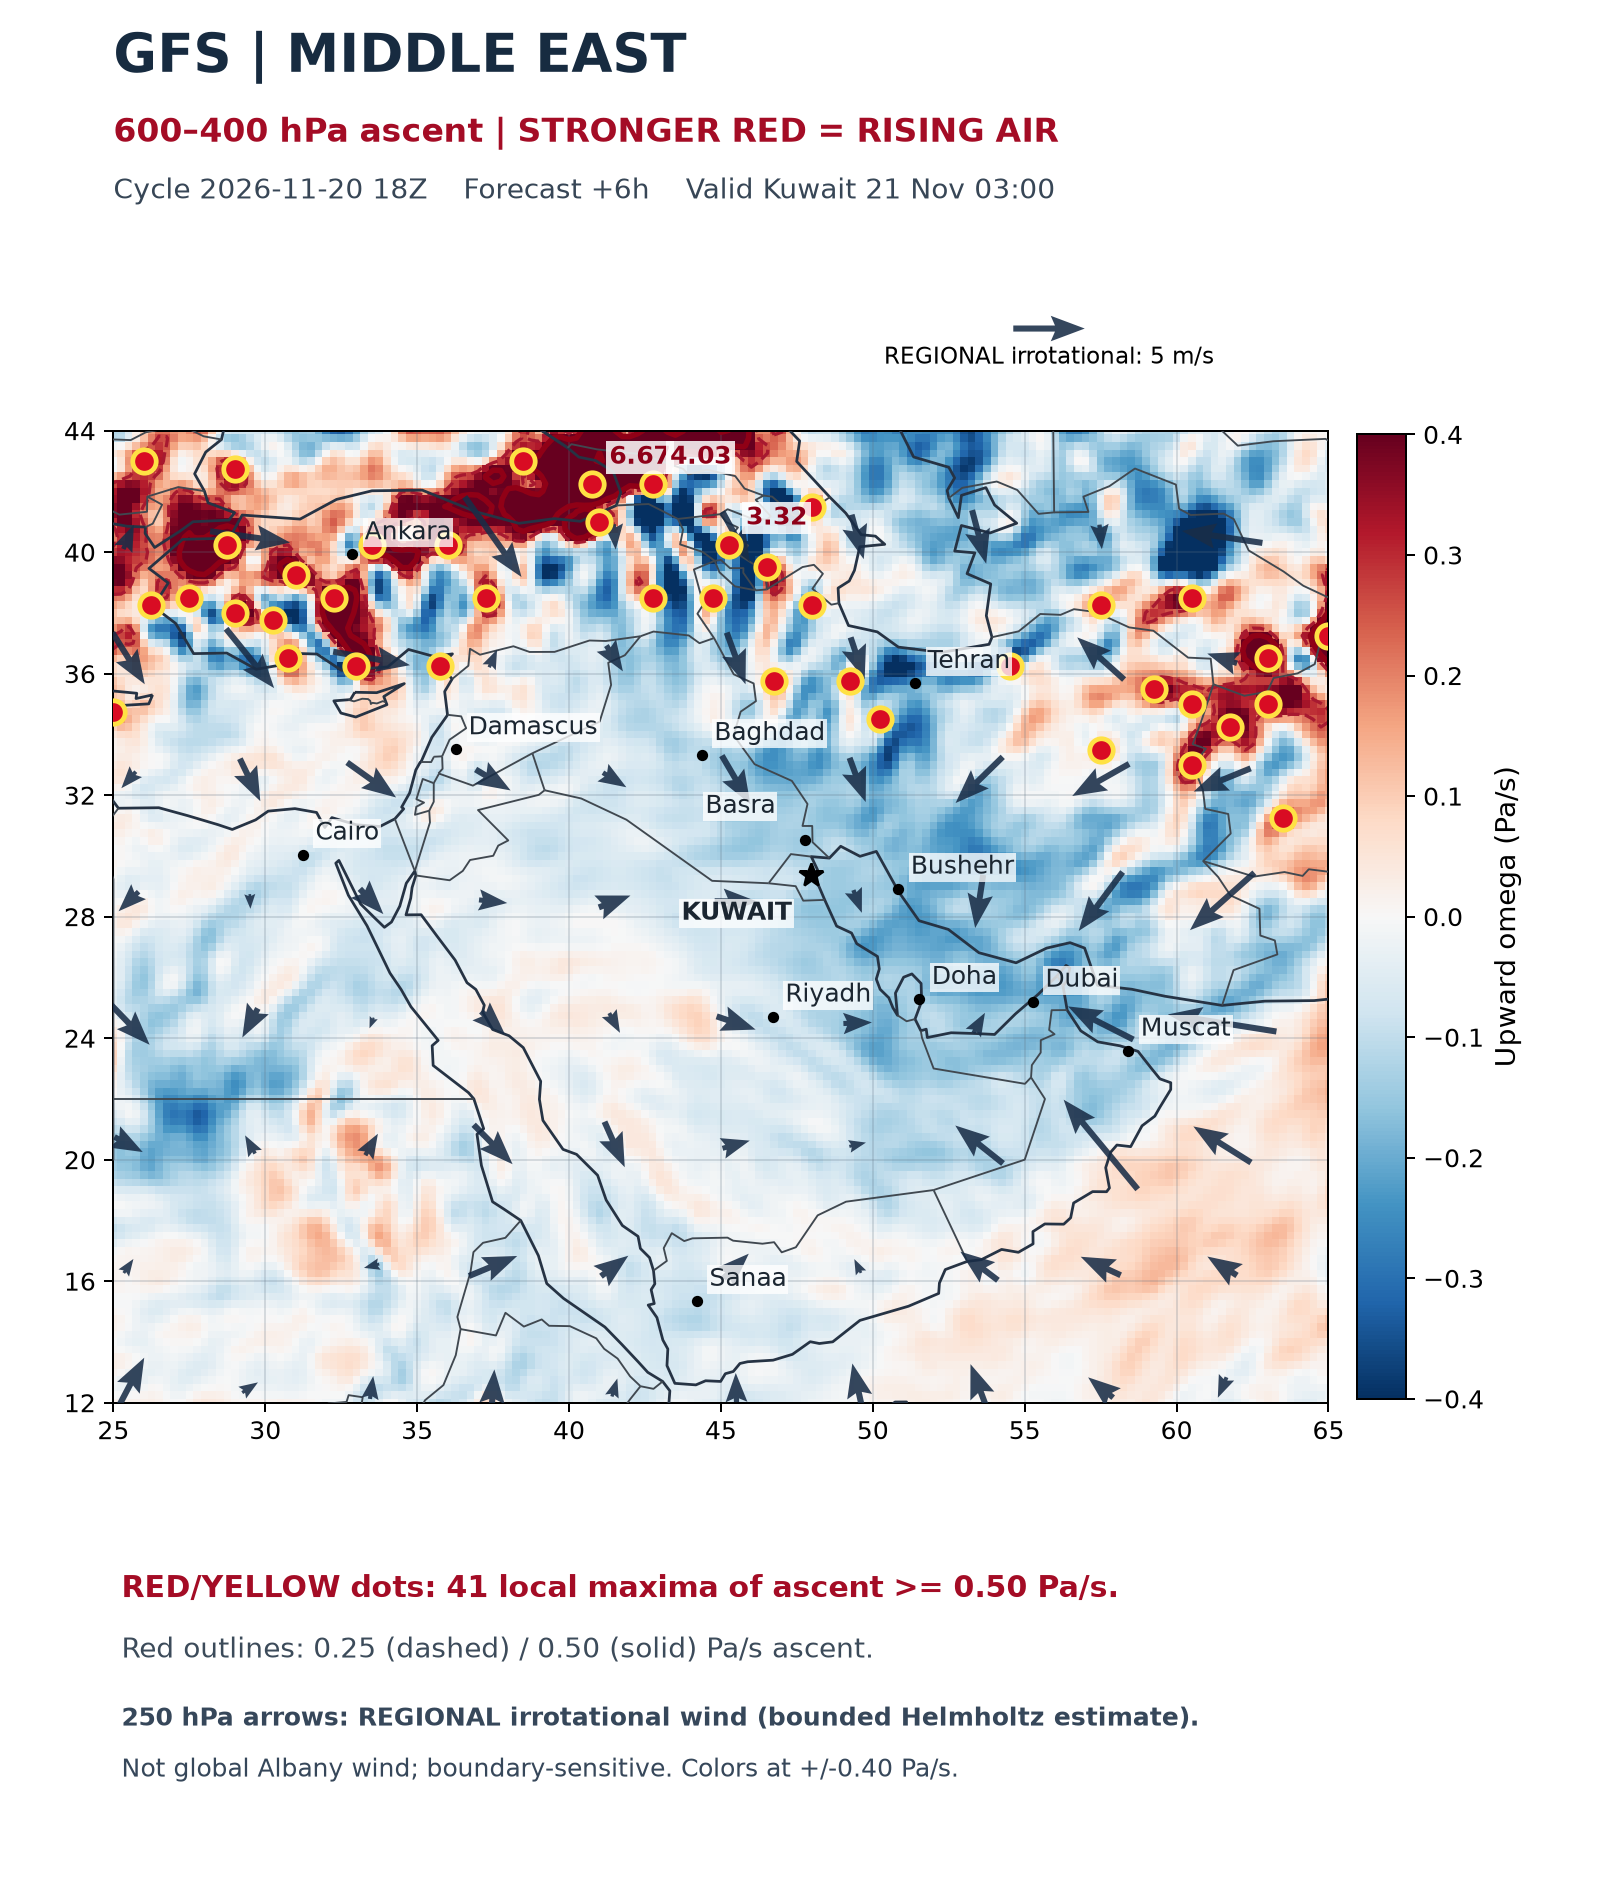 GFS | MIDDLE EAST
600–400 hPa ascent | STRONGER RED = RISING AIR
Cycle 2026-11-20 18Z    Forecast +6h    Valid Kuwait 21 Nov 03:00
REGIONAL irrotational: 5 m/s
44
40
36
32
28
24
20
16
12
25
30
35
40
45
50
55
60
65
6.67
4.03
3.32
Ankara
Tehran
Damascus
Baghdad
Basra
Cairo
Bushehr
KUWAIT
Doha
Dubai
Riyadh
Muscat
Sanaa
0.4
0.3
0.2
0.1
0.0
−0.1
−0.2
−0.3
−0.4
Upward omega (Pa/s)
RED/YELLOW dots: 41 local maxima of ascent >= 0.50 Pa/s.
Red outlines: 0.25 (dashed) / 0.50 (solid) Pa/s ascent.
250 hPa arrows: REGIONAL irrotational wind (bounded Helmholtz estimate).
Not global Albany wind; boundary-sensitive. Colors at +/-0.40 Pa/s.